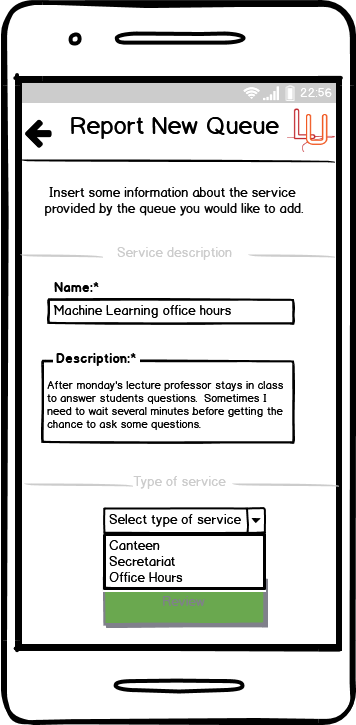 22:56
Report New Queue LU
Insert some information about the service
provided by the queue you would like to add.
Service description
Name:*
Machine Learning office hours
Description:*
After monday's lecture professor stays in class
to answer students questions. Sometimes I
need to wait several minutes before getting the
chance to ask some questions.
Type of service
Select type of service
Canteen
Secretariat
Office Hours
Review